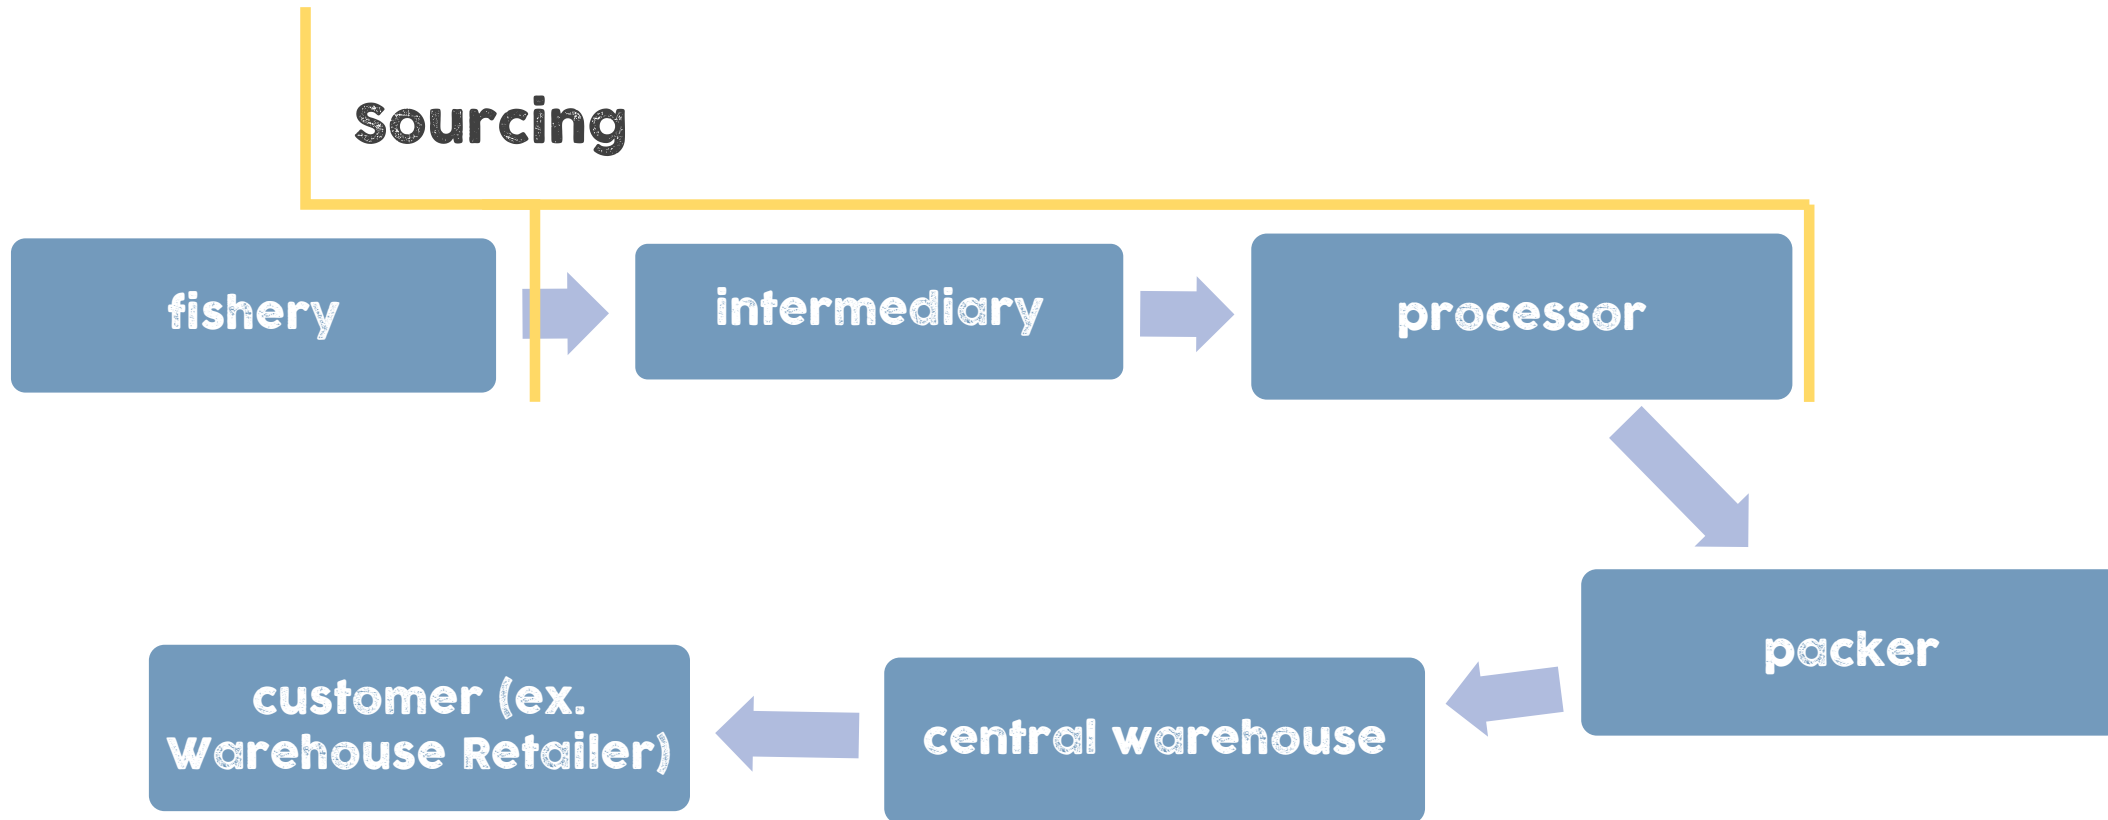 Sourcing
fishery
intermediary
processor
packer
central warehouse
customer (ex.
Warehouse Retailer)